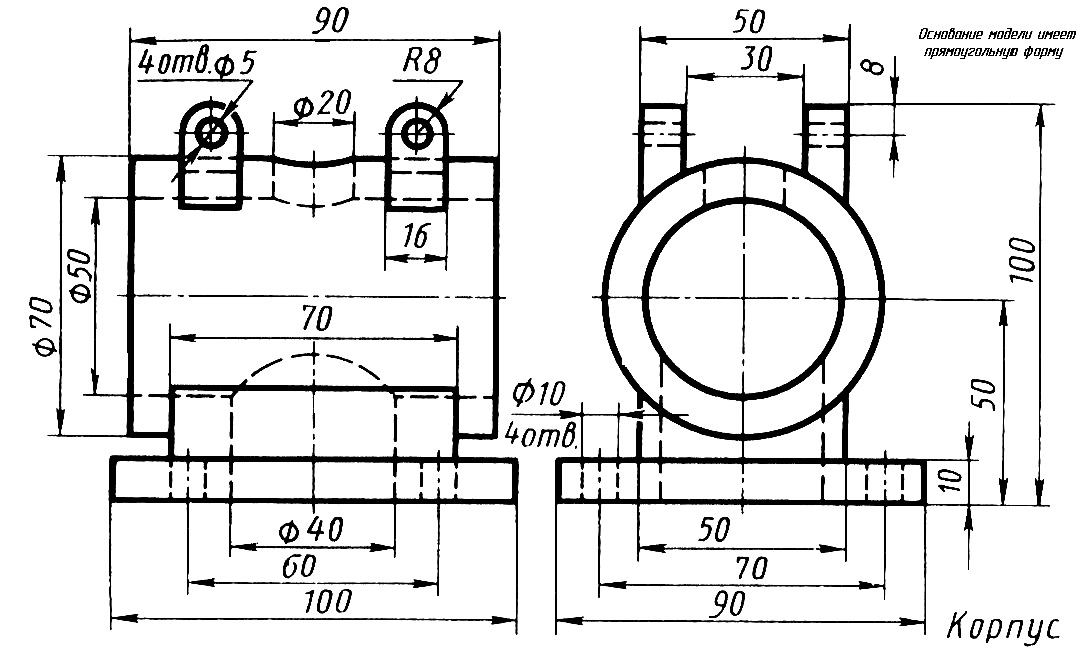 90
50
Основание модели имеет
прямоугольную форму
4отв.ф5
R8
30
8
ф20
16
ф50
ф70
100
70
ф10
4отв.
50
10
ф40
60
100
50
70
90
Корпус